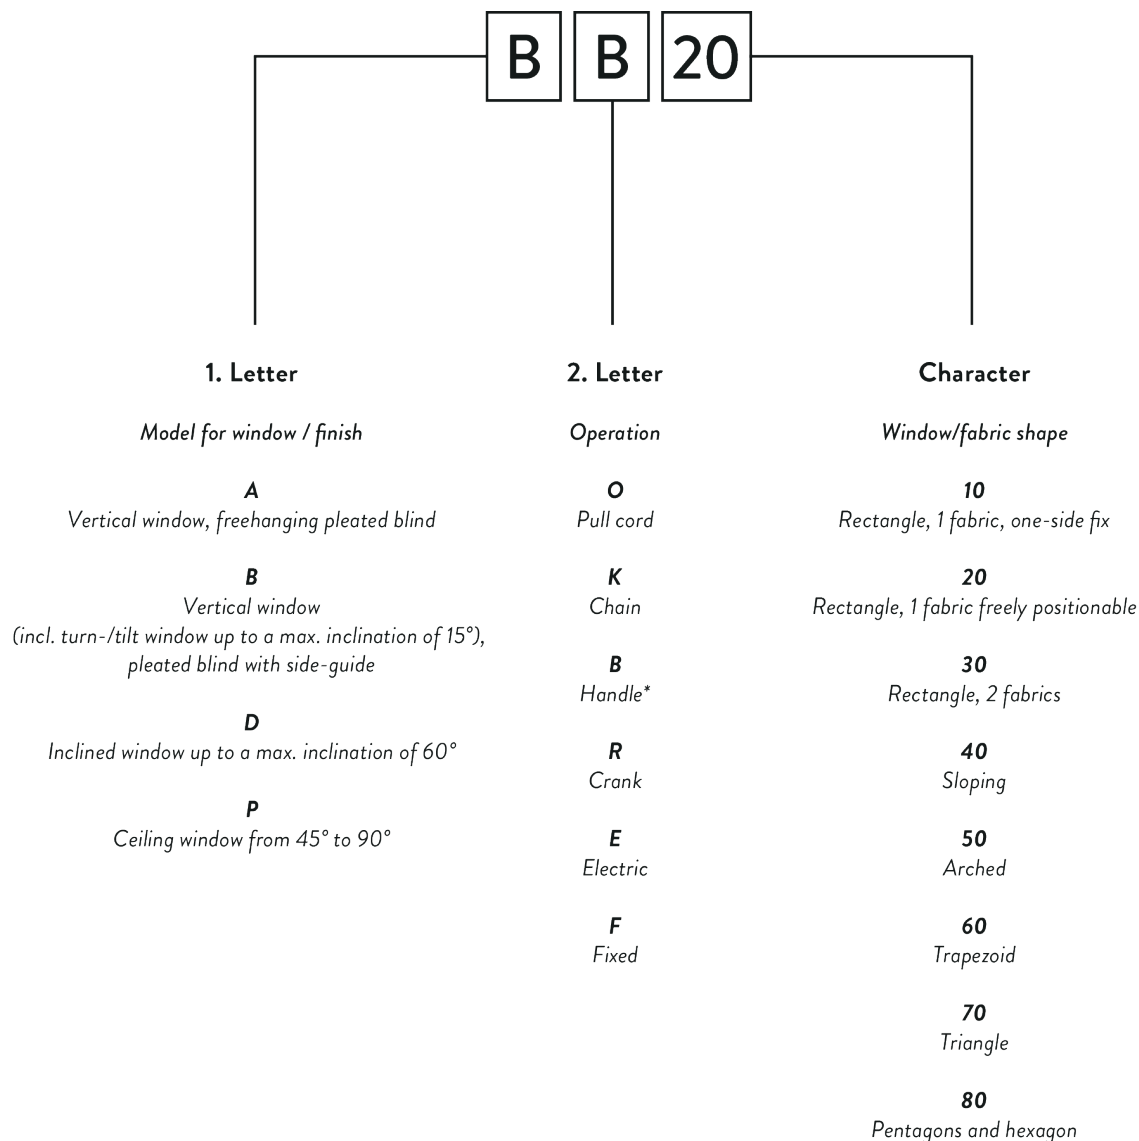 B B 20
1. Letter
Model for window / finish
A
Vertical window, freehanging pleated blind
B
Vertical window
(incl. turn-/tilt window up to a max. inclination of 15°),
pleated blind with side-guide
D
Inclined window up to a max. inclination of 60°
P
Ceiling window from 45° to 90°
2. Letter
Operation
O
Pull cord
K
Chain
B
Handle*
R
Crank
E
Electric
F
Fixed
Character
Window/fabric shape
10
Rectangle, 1 fabric, one-side fix
20
Rectangle, 1 fabric freely positionable
30
Rectangle, 2 fabrics
40
Sloping
50
Arched
60
Trapezoid
70
Triangle
80
Pentagons and hexagon